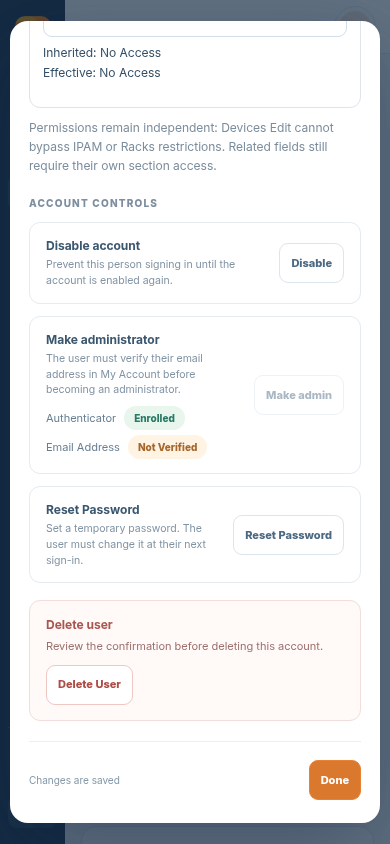 Inherited: No Access
Effective: No Access
Permissions remain independent: Devices Edit cannot
bypass IPAM or Racks restrictions. Related fields still
require their own section access.
ACCOUNT CONTROLS
Disable account
Prevent this person signing in until the
account is enabled again.
Disable
Make administrator
The user must verify their email
address in My Account before
becoming an administrator.
Make admin
Authenticator Enrolled
Email Address Not Verified
Reset Password
Set a temporary password. The
user must change it at their next
sign-in.
Reset Password
Delete user
Review the confirmation before deleting this account.
Delete User
Changes are saved
Done